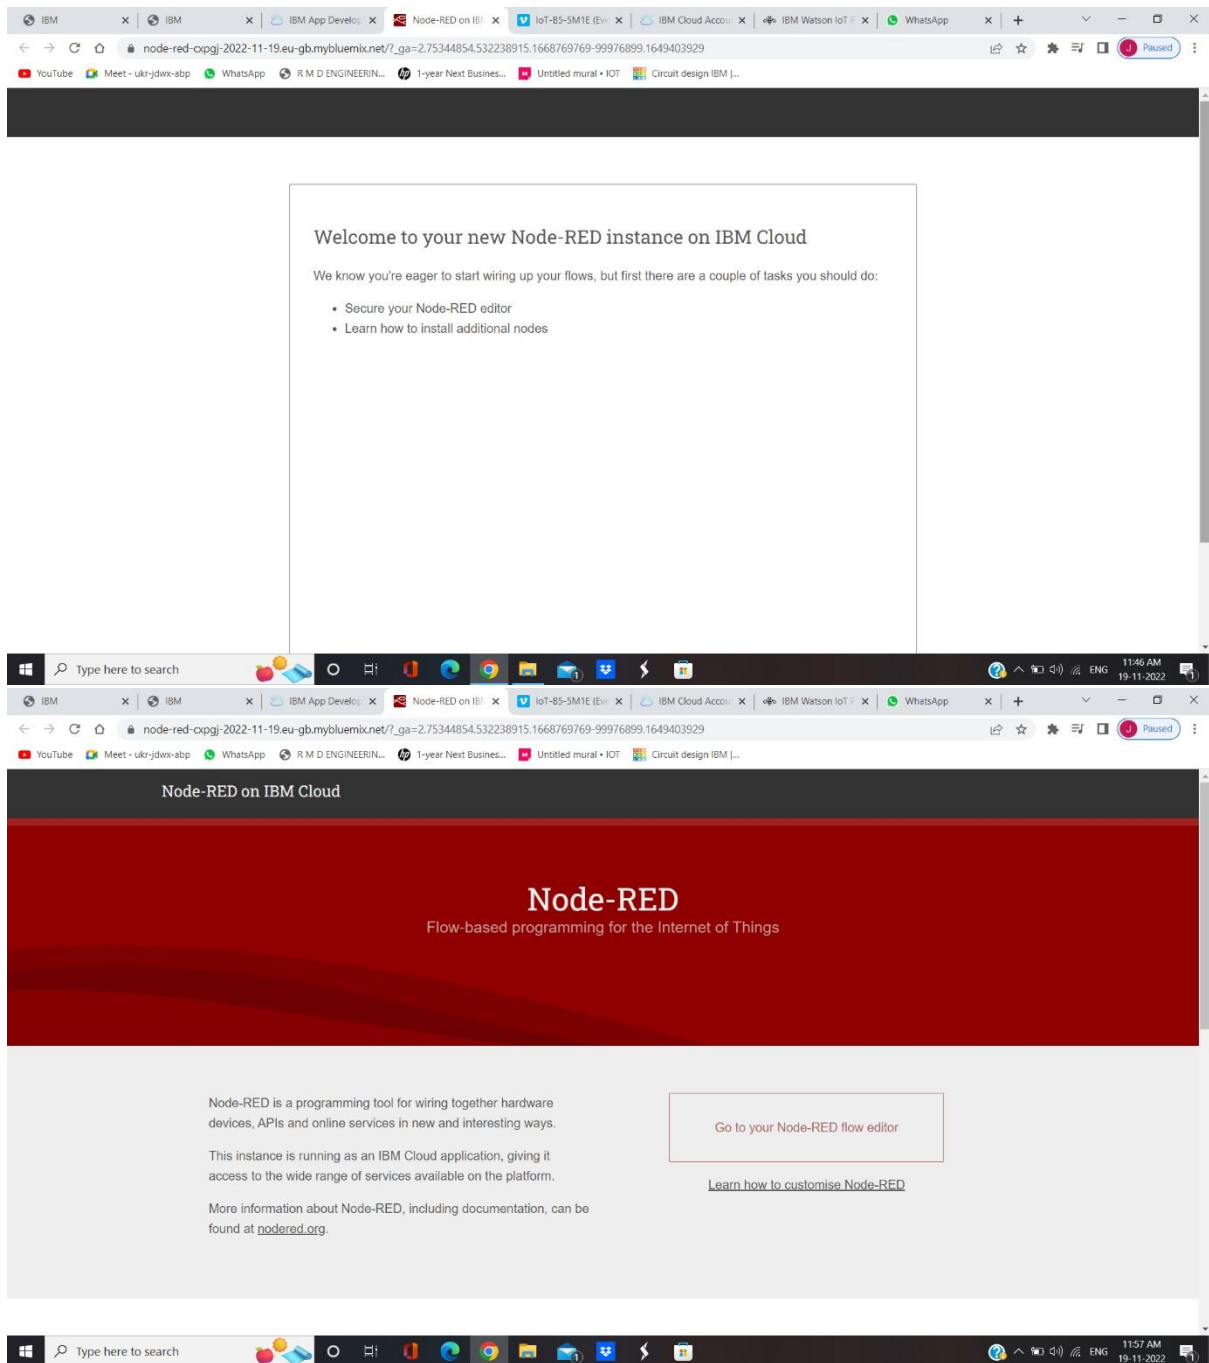 IBM IBM IBM App Develop Node-RED on IB IoT-B5-5M1E (Eve IBM Cloud Accou IBM Watson IoT P WhatsApp
node-red-cxpgj-2022-11-19.eu-gb.mybluemix.net/?_ga=2.75344854.532238915.1668769769-99976899.1649403929 J Paused
YouTube Meet - ukr-jdwx-abp WhatsApp R M D ENGINEERIN... 1-year Next Busines... Untitled mural • IOT Circuit design IBM |...
Welcome to your new Node-RED instance on IBM Cloud
We know you're eager to start wiring up your flows, but first there are a couple of tasks you should do:
• Secure your Node-RED editor
• Learn how to install additional nodes
Type here to search 1 ENG 11:46 AM
19-11-2022
IBM IBM IBM App Develop Node-RED on IB IoT-B5-5M1E (Eve IBM Cloud Accou IBM Watson IoT P WhatsApp
node-red-cxpgj-2022-11-19.eu-gb.mybluemix.net/?_ga=2.75344854.532238915.1668769769-99976899.1649403929 J Paused
YouTube Meet - ukr-jdwx-abp WhatsApp R M D ENGINEERIN... 1-year Next Busines... Untitled mural • IOT Circuit design IBM |...
Node-RED on IBM Cloud
Node-RED
Flow-based programming for the Internet of Things
Node-RED is a programming tool for wiring together hardware
devices, APIs and online services in new and interesting ways.
This instance is running as an IBM Cloud application, giving it
access to the wide range of services available on the platform.
More information about Node-RED, including documentation, can be
found at nodered.org.
Go to your Node-RED flow editor
Learn how to customise Node-RED
Type here to search 1 ENG 11:57 AM
19-11-2022